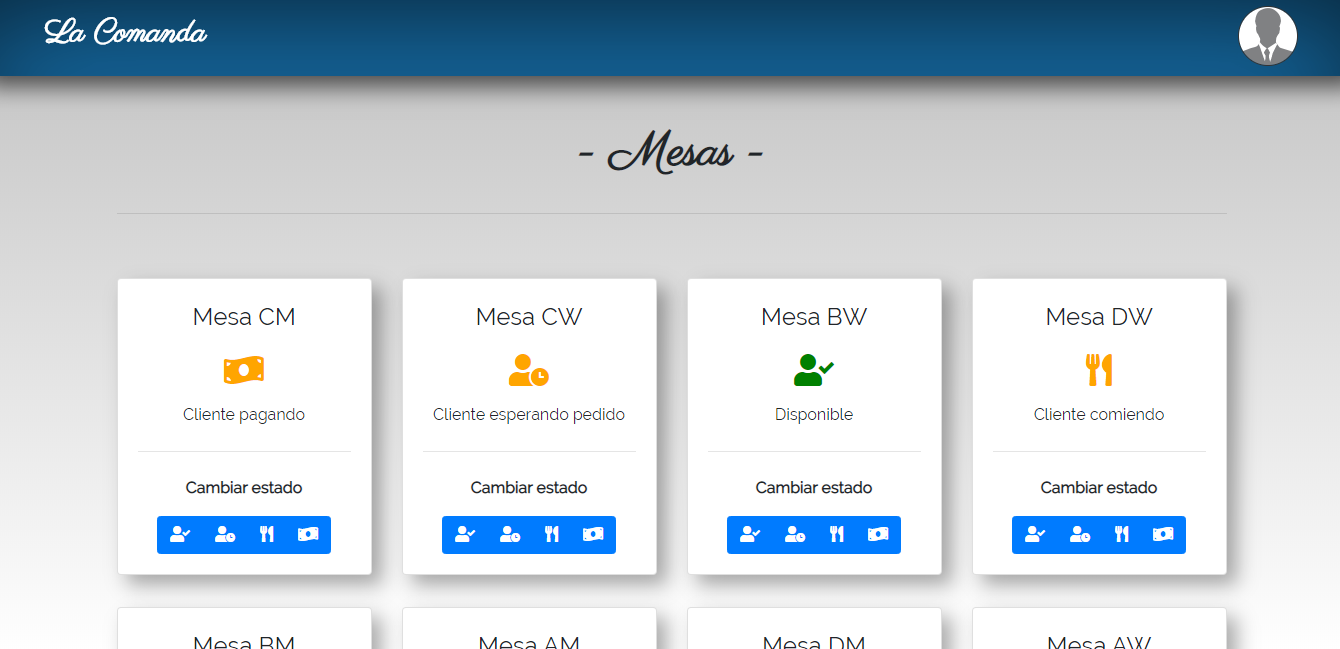 La Comanda
- Mesas -
Mesa CM
Cliente pagando
Cambiar estado
Mesa CW
Cliente esperando pedido
Cambiar estado
Mesa BW
Disponible
Cambiar estado
Mesa DW
Cliente comiendo
Cambiar estado
Mesa BM
Mesa AM
Mesa DM
Mesa AW